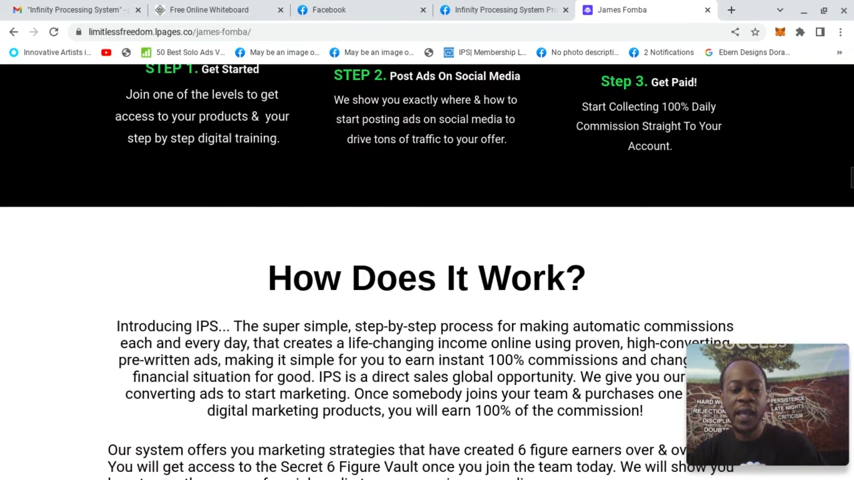 "Infinity Processing System" -
Free Online Whiteboard
Facebook
Infinity Processing System Pr
James Fomba
limitlessfreedom.lpages.co/james-fomba/
Innovative Artists i
50 Best Solo Ads V...
May be an image o
May be an image o...
IPS| Membership L...
No photo descripti...
2 Notifications
Ebern Designs Dora...
STEP 1. Get Started
STEP 2. Post Ads On Social Media
Step 3. Get Paid!
Join one of the levels to get
access to your products & your
step by step digital training.
We show you exactly where & how to
start posting ads on social media to
drive tons of traffic to your offer.
Start Collecting 100% Daily
Commission Straight To Your
Account.
How Does It Work?
Introducing IPS... The super simple, step-by-step process for making automatic commissions
each and every day, that creates a life-changing income online using proven, high-converting
pre-written ads, making it simple for you to earn instant 100% commissions and chan
financial situation for good. IPS is a direct sales global opportunity. We give you our
converting ads to start marketing. Once somebody joins your team & purchases one
digital marketing products, you will earn 100% of the commission!
Our system offers you marketing strategies that have created 6 figure earners over & ov
You will get access to the Secret 6 Figure Vault once you join the team today. We will show you
SUCCESS
HARD W
REJECTION
DISCIPL
DOUBT
PERSISTENCE
LATE NIGHTS
CRITICISM